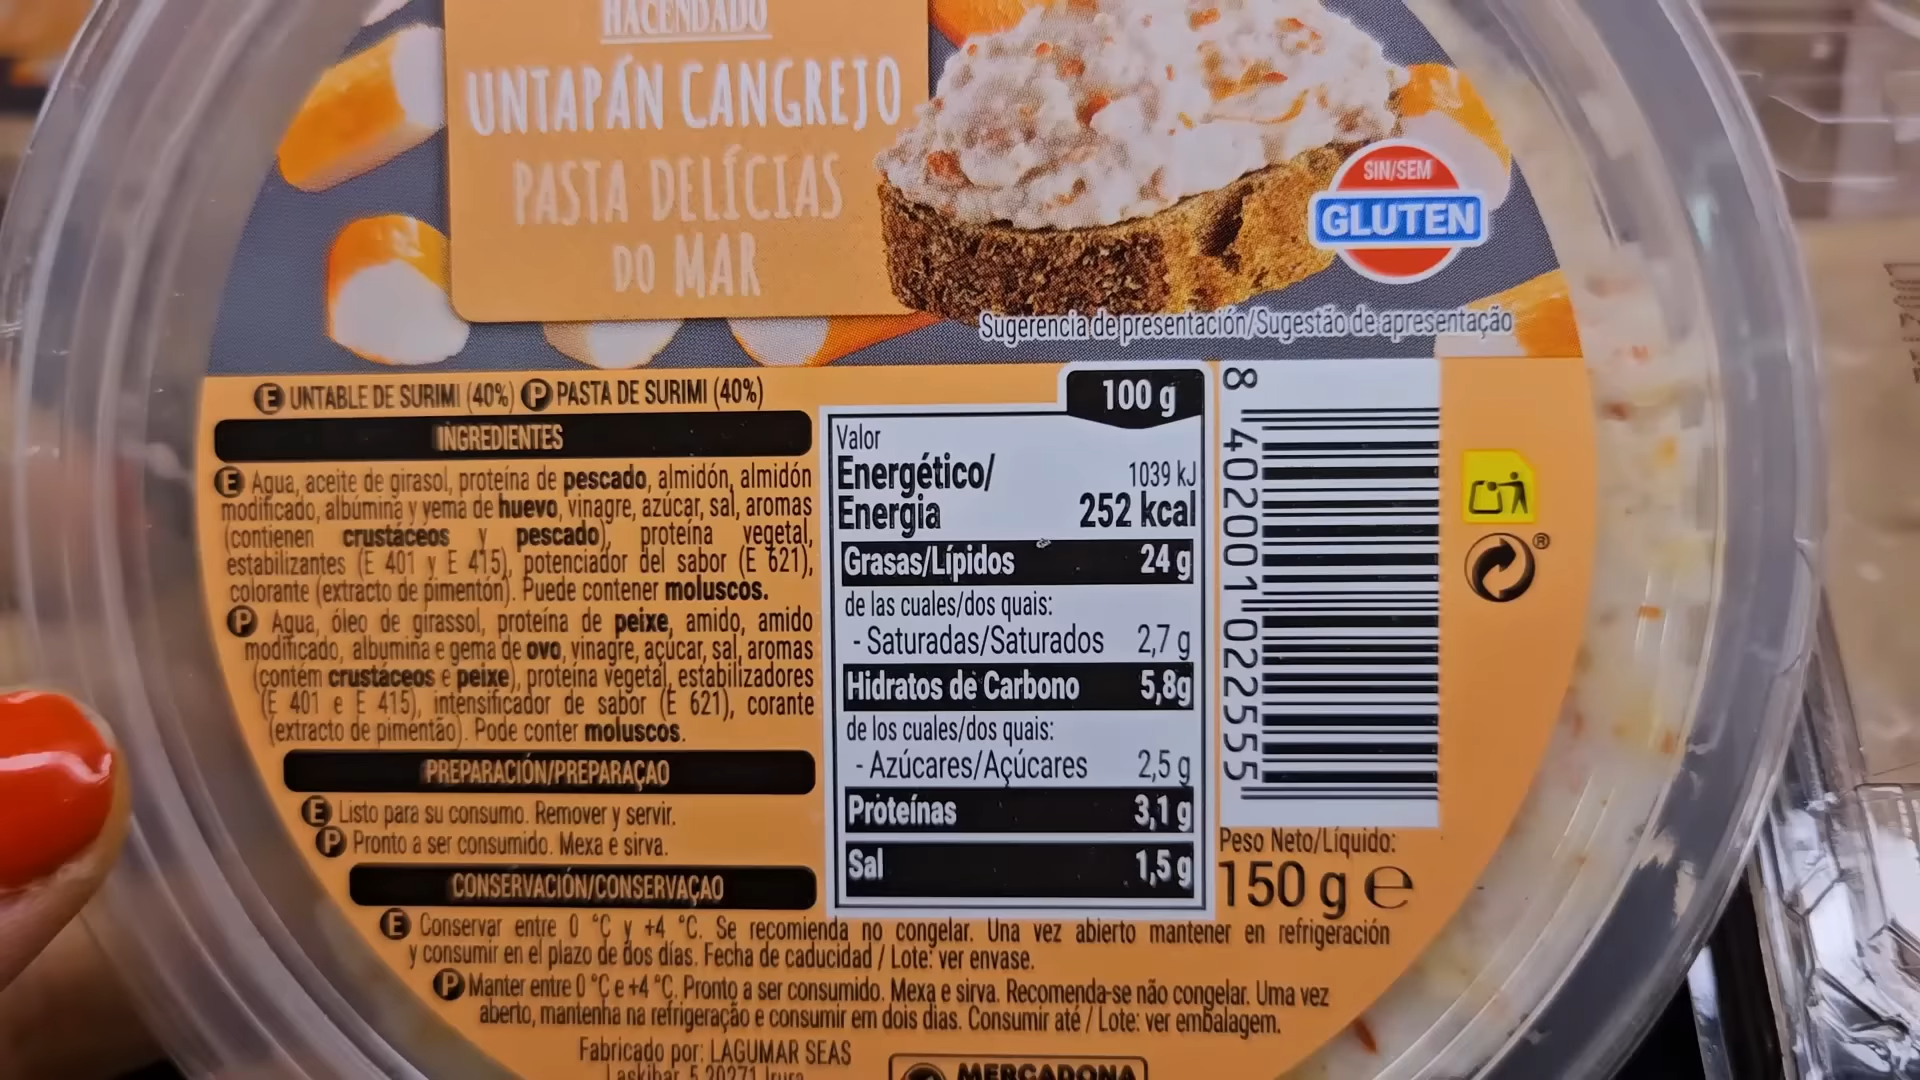 HACENDADO
UNTAPÁN CANGREJO
PASTA DELÍCIAS
DO MAR
SIN/SEM
GLUTEN
Sugerencia de presentación/Sugestão de apresentação
E UNTABLE DE SURIMI (40%) P PASTA DE SURIMI (40%)
INGREDIENTES
E Agua, aceite de girasol, proteína de pescado, almidón, almidón
modificado, albúmina y yema de huevo, vinagre, azúcar, sal, aromas
(contienen crustáceos y pescado), proteína vegetal,
estabilizantes (E 401 y E 415), potenciador del sabor (E 621),
colorante (extracto de pimentón). Puede contener moluscos.
P Agua, óleo de girassol, proteína de peixe, amido, amido
modificado, albumina e gema de ovo, vinagre, açúcar, sal, aromas
(contém crustáceos e peixe), proteína vegetal, estabilizadores
(E 401 e E 415), intensificador de sabor (E 621), corante
(extracto de pimentão). Pode conter moluscos.
PREPARACIÓN/PREPARAÇAO
E Listo para su consumo. Remover y servir.
P Pronto a ser consumido. Mexa e sirva.
CONSERVACIÓN/CONSERVAÇAO
E Conservar entre 0 °C y +4 °C. Se recomienda no congelar. Una vez abierto mantener en refrigeración
y consumir en el plazo de dos días. Fecha de caducidad / Lote: ver envase.
P Manter entre 0 °C e +4 °C. Pronto a ser consumido. Mexa e sirva. Recomenda-se não congelar. Uma vez
aberto, mantenha na refrigeração e consumir em dois dias. Consumir até / Lote: ver embalagem.
Fabricado por: LAGUMAR SEAS
Laskibar, 5 20271 Irura
MERCADONA
100 g
Valor
Energético/ 1039 kJ
Energia 252 kcal
Grasas/Lípidos 24 g
de las cuales/dos quais:
- Saturadas/Saturados 2,7 g
Hidratos de Carbono 5,8g
de los cuales/dos quais:
- Azúcares/Açúcares 2,5 g
Proteínas 3,1 g
Sal 1,5 g
8 402001 022555
®
Peso Neto/Líquido:
150 g e